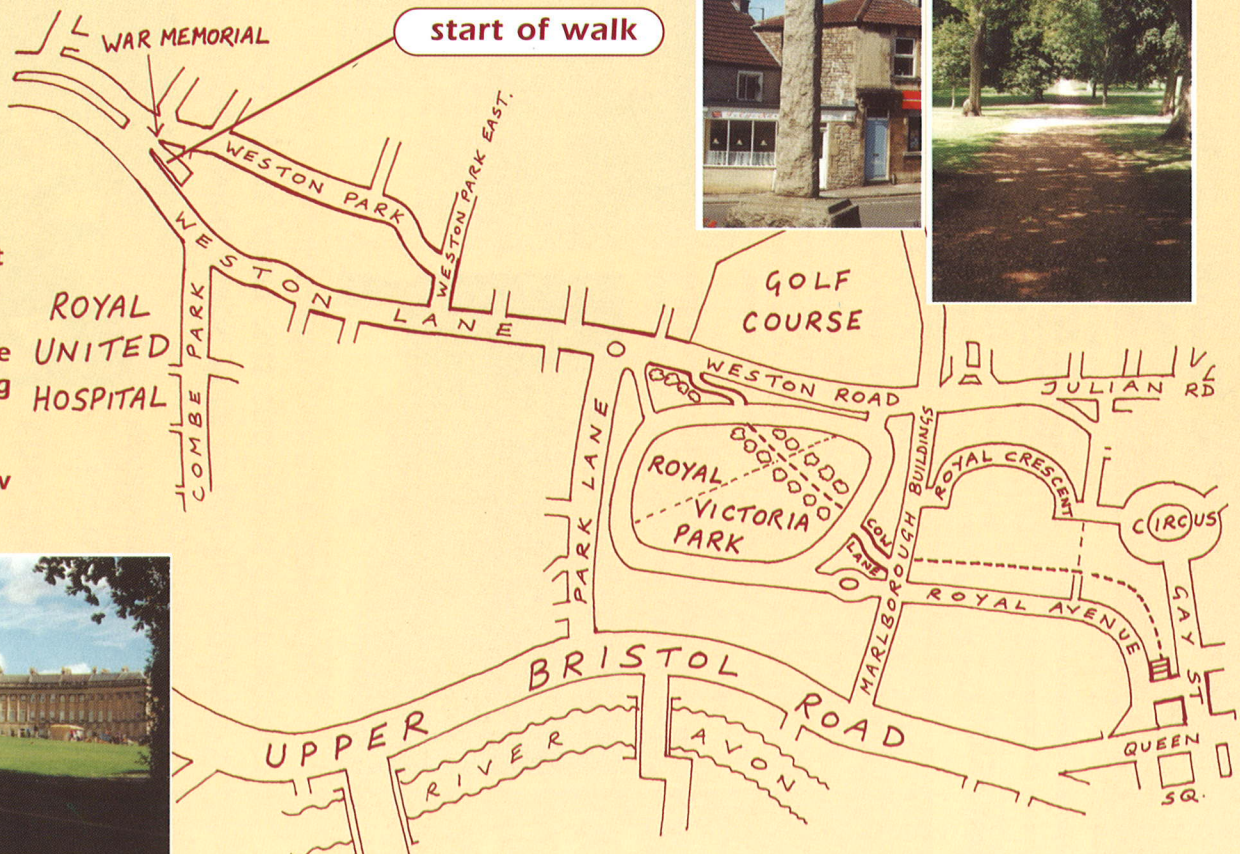 start of walk
WAR MEMORIAL
WESTON PARK
WESTON PARK EAST.
WESTON LANE
ROYAL
UNITED
HOSPITAL
COMBE PARK
GOLF
COURSE
WESTON ROAD
JULIAN RD
PARK LANE
ROYAL
VICTORIA
PARK
COW
LANE
MARLBOROUGH BUILDINGS
ROYAL CRESCENT
CIRCUS
GAY ST
ROYAL AVENUE
UPPER BRISTOL ROAD
RIVER AVON
QUEEN
SQ.